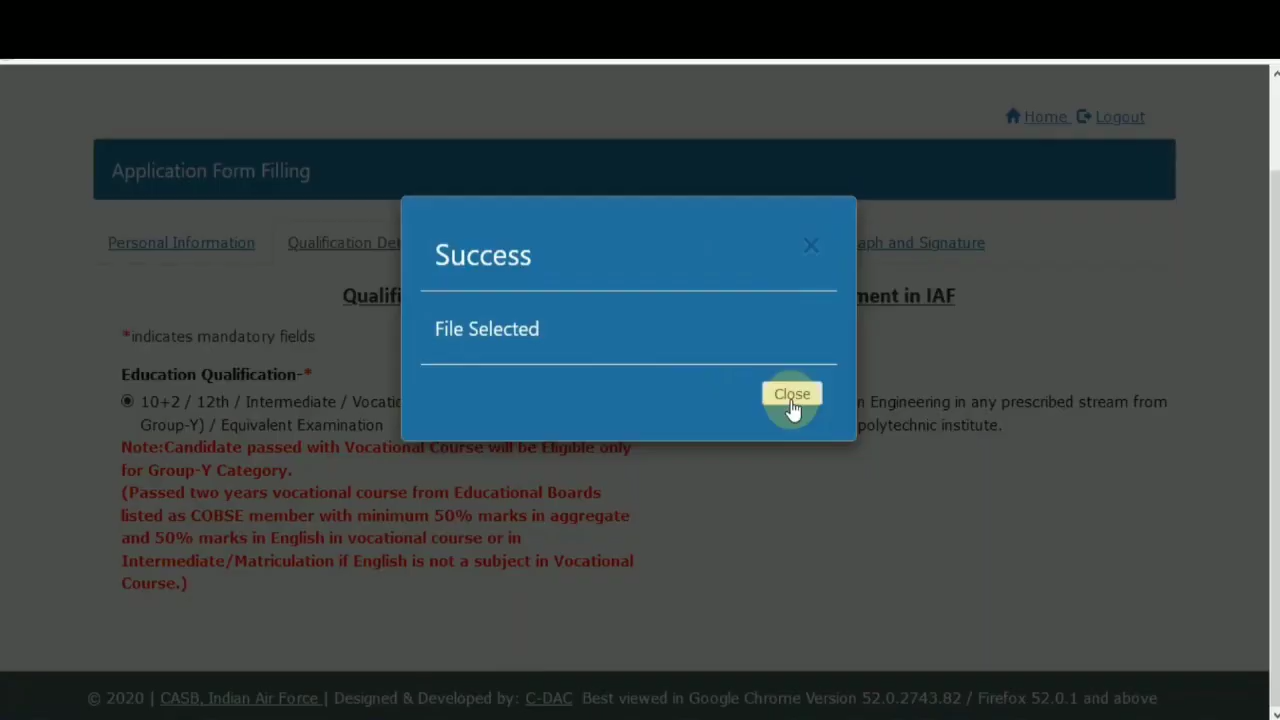 Home Logout
Application Form Filling
Personal Information Qualification Det aph and Signature
Success
File Selected
Close
Qualifi ment in IAF
*indicates mandatory fields
Education Qualification-*
10+2 / 12th / Intermediate / Vocati n Engineering in any prescribed stream from
Group-Y) / Equivalent Examination polytechnic institute.
Note:Candidate passed with Vocational Course will be Eligible only
for Group-Y Category.
(Passed two years vocational course from Educational Boards
listed as COBSE member with minimum 50% marks in aggregate
and 50% marks in English in vocational course or in
Intermediate/Matriculation if English is not a subject in Vocational
Course.)
© 2020 | CASB, Indian Air Force | Designed & Developed by: C-DAC Best viewed in Google Chrome Version 52.0.2743.82 / Firefox 52.0.1 and above